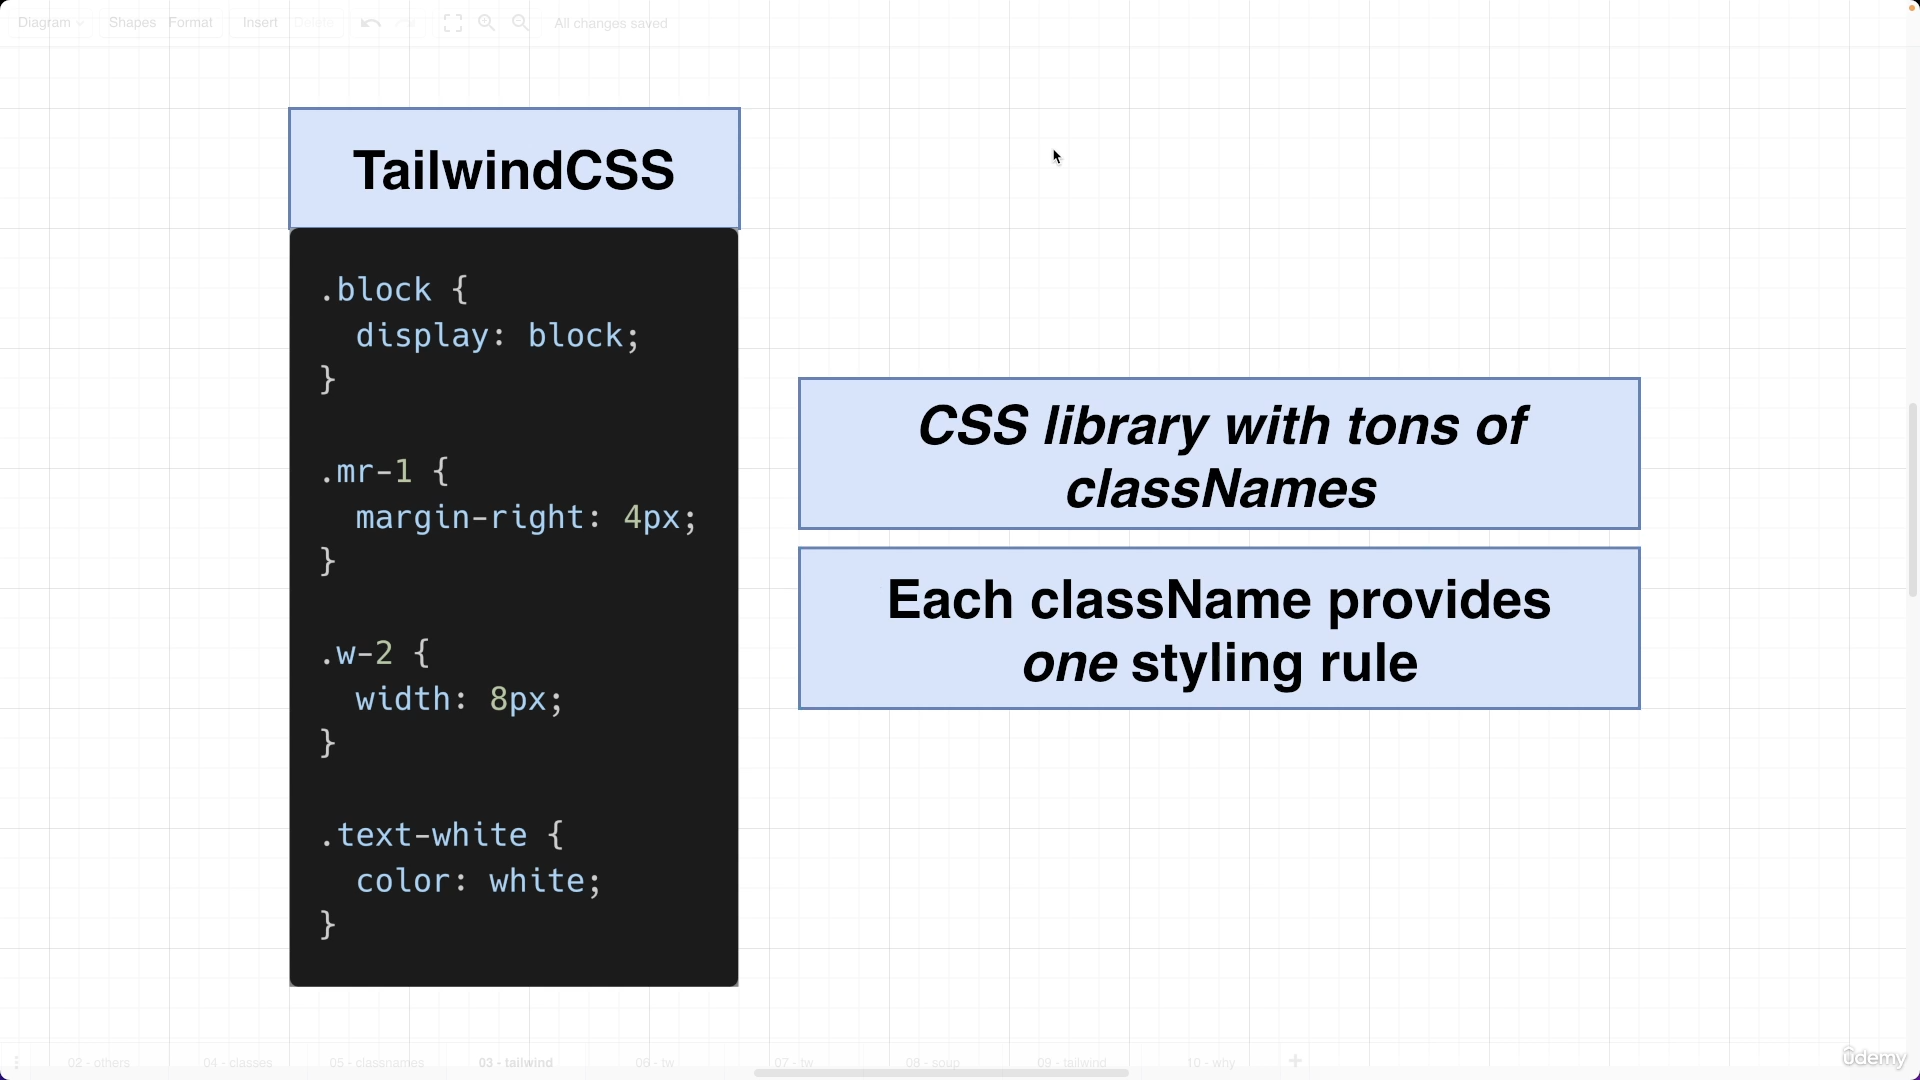 Diagram
Shapes
Format
Insert
Delete
All changes saved
TailwindCSS
.block {
display: block;
}
.mr-1 {
margin-right: 4px;
}
.w-2 {
width: 8px;
}
.text-white {
color: white;
}
CSS library with tons of
classNames
Each className provides
one styling rule
02 - others
04 - classes
05 - classnames
03 - tailwind
06 - tw
07 - tw
08 - soup
09 - tailwind
10 - why
ûdemy